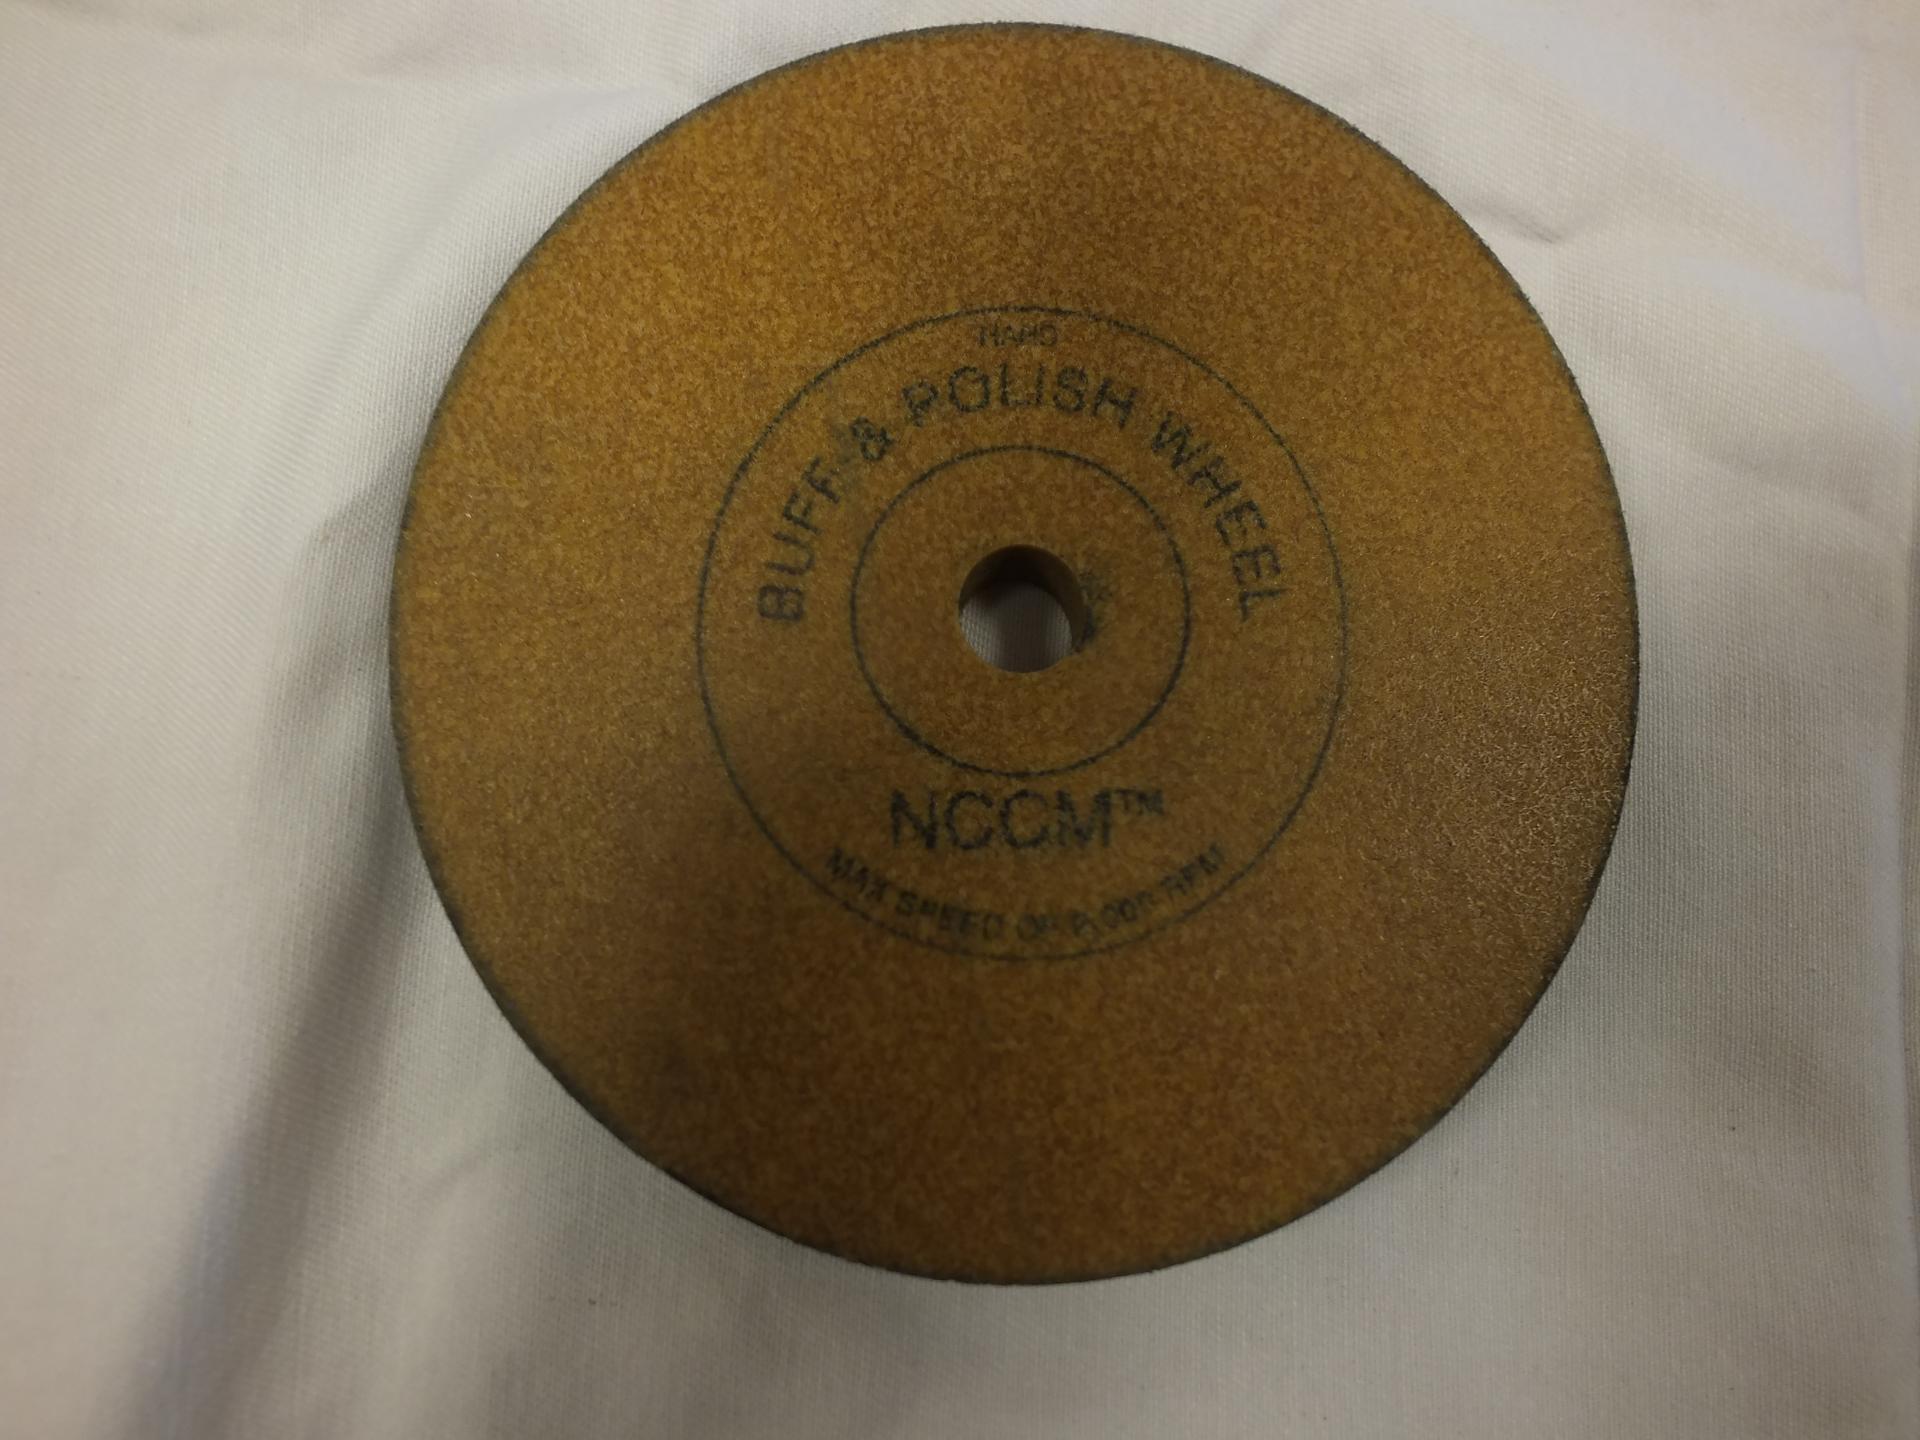 HARD
BUFF & POLISH WHEEL
NCCM™
MAX SPEED OF RPM